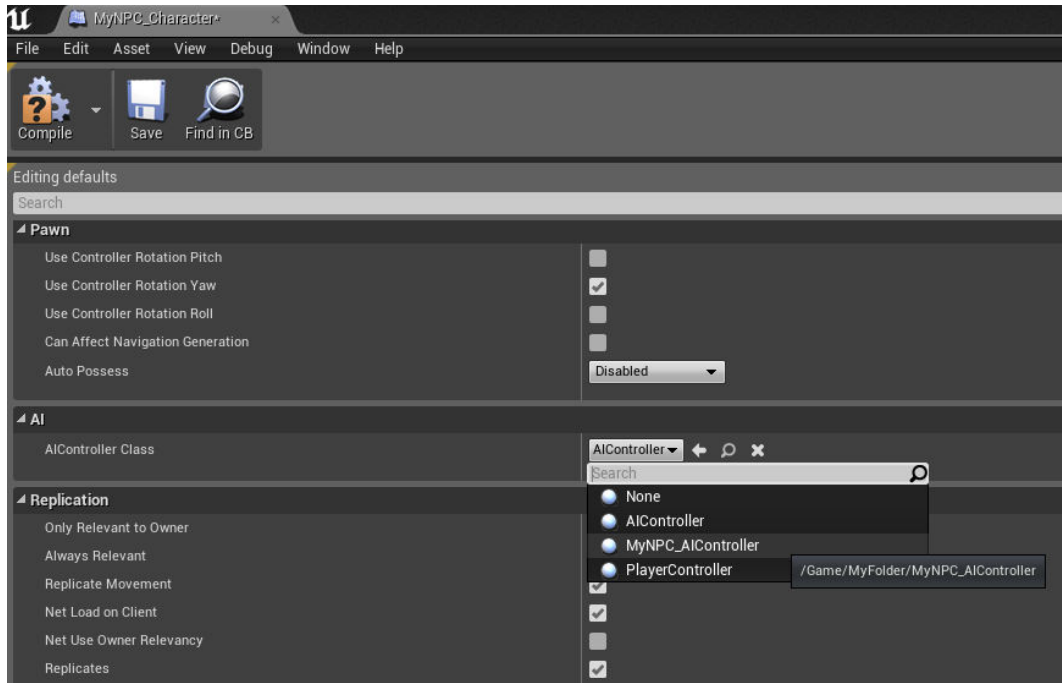 MyNPC_Character*
File Edit Asset View Debug Window Help
Compile Save Find in CB
Editing defaults
Search
Pawn
Use Controller Rotation Pitch
Use Controller Rotation Yaw
Use Controller Rotation Roll
Can Affect Navigation Generation
Auto Possess Disabled
AI
AIController Class AIController
Search
None
AIController
MyNPC_AIController
PlayerController /Game/MyFolder/MyNPC_AIController
Replication
Only Relevant to Owner
Always Relevant
Replicate Movement
Net Load on Client
Net Use Owner Relevancy
Replicates